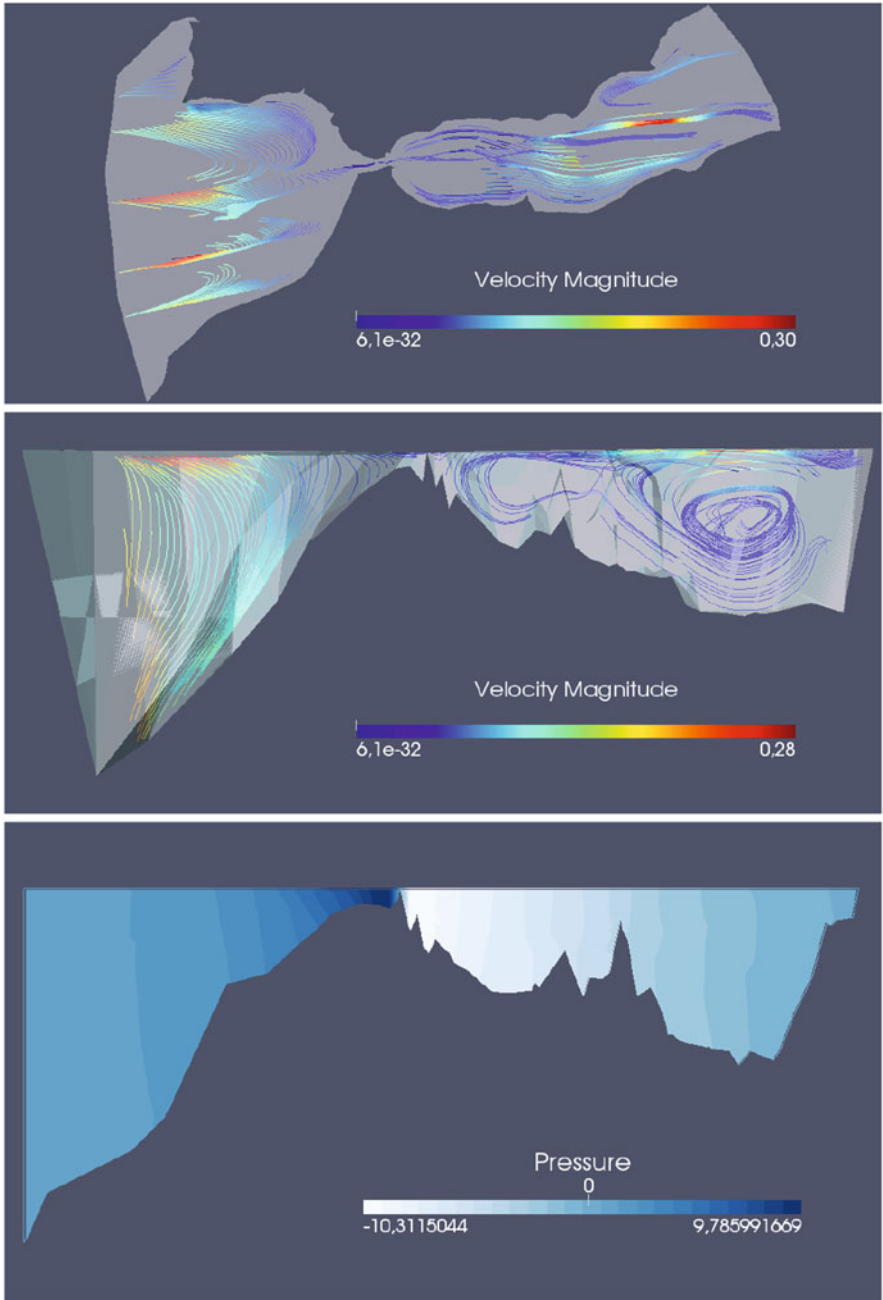 Velocity Magnitude
6,1e-32 0,30
Velocity Magnitude
6,1e-32 0,28
Pressure
0
-10,3115044 9,785991669